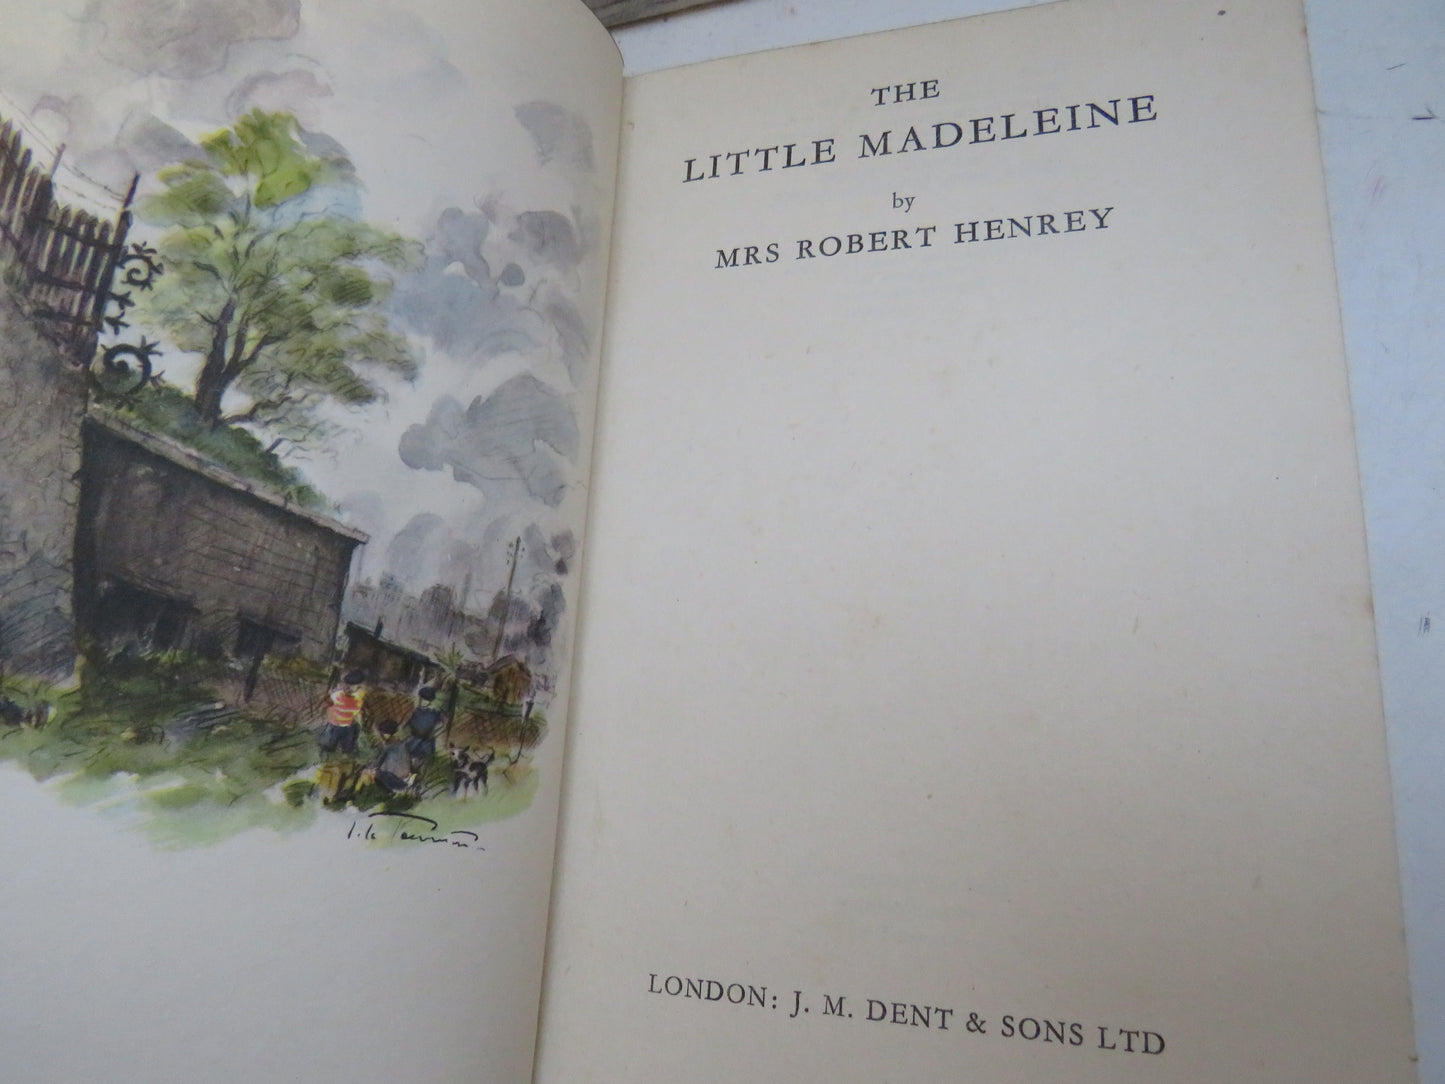 THE
LITTLE MADELEINE
by
MRS ROBERT HENREY
LONDON: J. M. DENT & SONS LTD